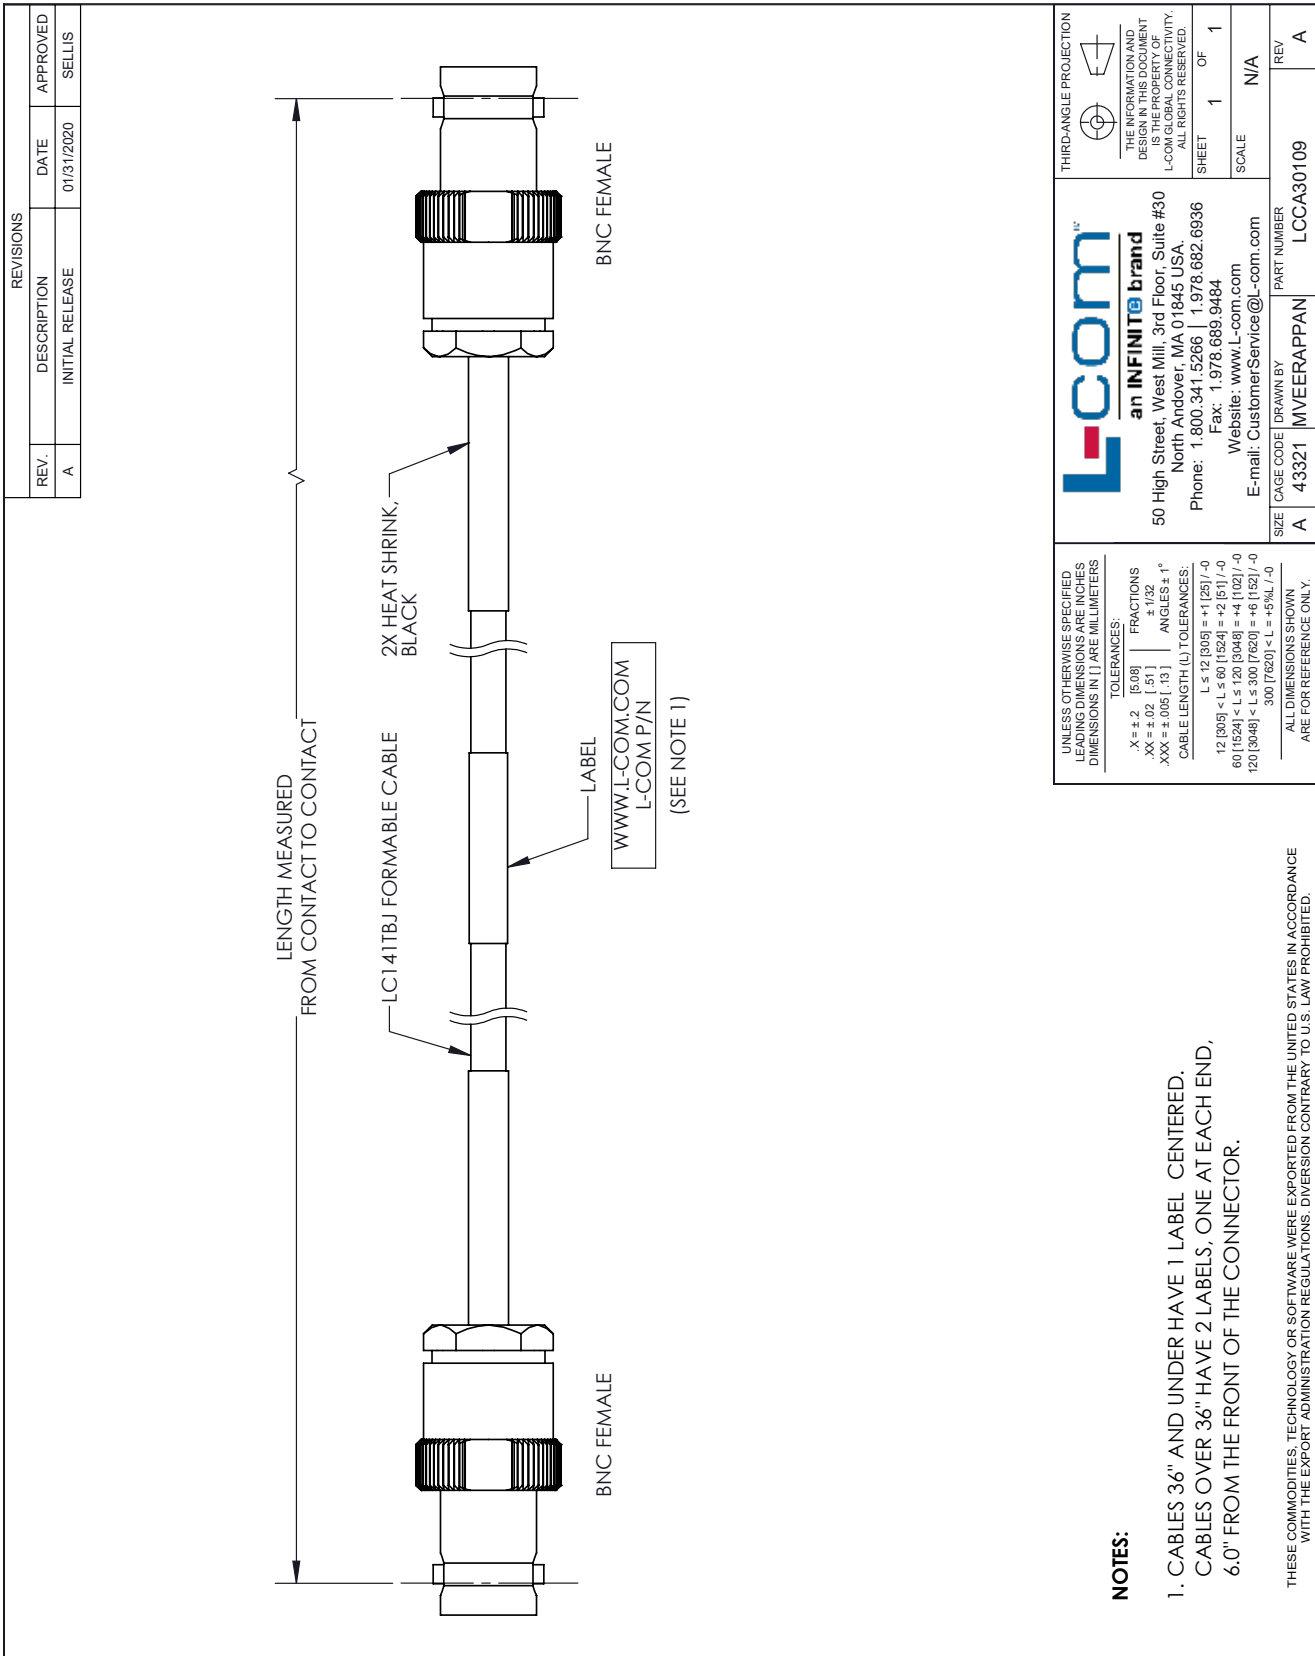 REVISIONS
REV. DESCRIPTION DATE APPROVED
A INITIAL RELEASE 01/31/2020 SELLIS
LENGTH MEASURED
FROM CONTACT TO CONTACT
LC141TBJ FORMABLE CABLE
2X HEAT SHRINK,
BLACK
BNC FEMALE
BNC FEMALE
LABEL
WWW.L-COM.COM
L-COM P/N
(SEE NOTE 1)
NOTES:
1. CABLES 36" AND UNDER HAVE 1 LABEL CENTERED.
CABLES OVER 36" HAVE 2 LABELS, ONE AT EACH END,
6.0" FROM THE FRONT OF THE CONNECTOR.
THESE COMMODITIES, TECHNOLOGY OR SOFTWARE WERE EXPORTED FROM THE UNITED STATES IN ACCORDANCE
WITH THE EXPORT ADMINISTRATION REGULATIONS. DIVERSION CONTRARY TO U.S. LAW PROHIBITED.
UNLESS OTHERWISE SPECIFIED
LEADING DIMENSIONS ARE INCHES
DIMENSIONS IN [ ] ARE MILLIMETERS
TOLERANCES:
.X = ± .2 [5.08] FRACTIONS
.XX = ± .02 [ .51 ] ± 1/32
.XXX = ± .005 [ .13 ] ANGLES ± 1°
CABLE LENGTH (L) TOLERANCES:
L ≤ 12 [305] = +1 [25] / -0
12 [305] < L ≤ 60 [1524] = +2 [51] / -0
60 [1524] < L ≤ 120 [3048] = +4 [102] / -0
120 [3048] < L ≤ 300 [7620] = +6 [152] / -0
300 [7620] < L = +5%L / -0
ALL DIMENSIONS SHOWN
ARE FOR REFERENCE ONLY.
L-com
an INFINIT@ brand
50 High Street, West Mill, 3rd Floor, Suite #30
North Andover, MA 01845 USA.
Phone: 1.800.341.5266 | 1.978.682.6936
Fax: 1.978.689.9484
Website: www.L-com.com
E-mail: CustomerService@L-com.com
THIRD-ANGLE PROJECTION
THE INFORMATION AND
DESIGN IN THIS DOCUMENT
IS THE PROPERTY OF
L-COM GLOBAL CONNECTIVITY.
ALL RIGHTS RESERVED.
SHEET 1 OF 1
SCALE N/A
SIZE CAGE CODE DRAWN BY PART NUMBER REV
A 43321 MVEERAPPAN LCCA30109 A